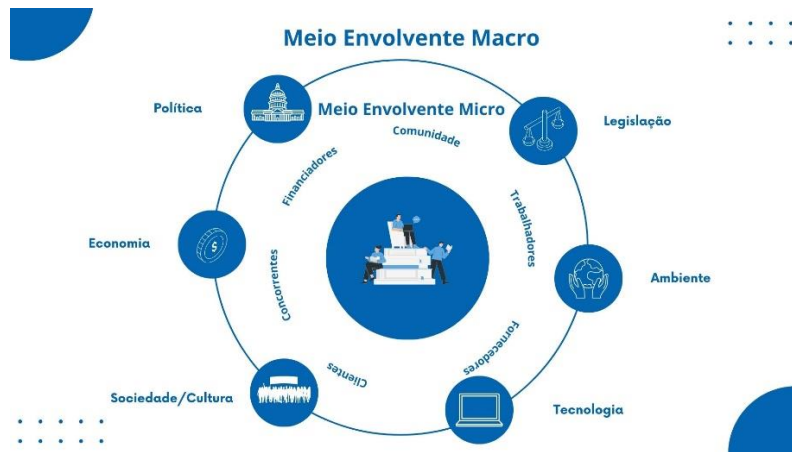 Meio Envolvente Macro
Política
Meio Envolvente Micro
Comunidade
Legislação
Financiadores
Trabalhadores
Economia
$
Concorrentes
Ambiente
Fornecedores
Clientes
Sociedade/Cultura
Tecnologia